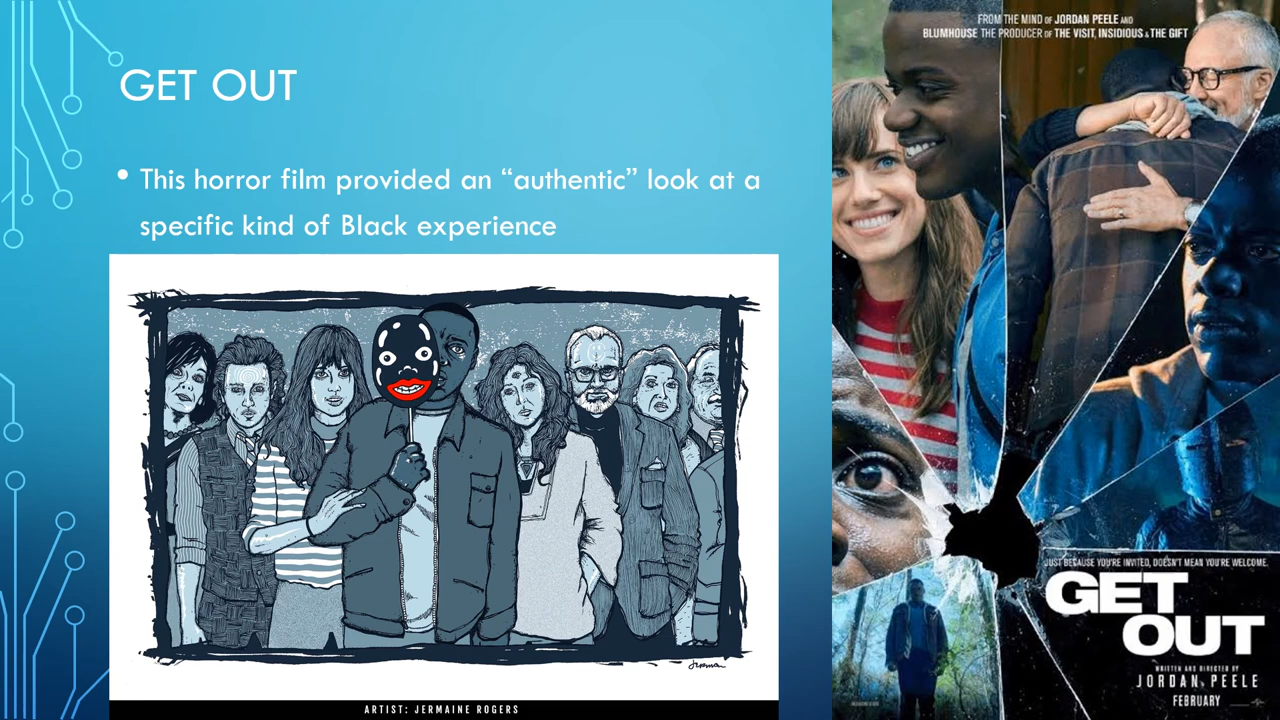 GET OUT
• This horror film provided an “authentic” look at a
specific kind of Black experience
Jermaine
ARTIST: JERMAINE ROGERS
FROM THE MIND OF JORDAN PEELE AND
BLUMHOUSE THE PRODUCER OF THE VISIT, INSIDIOUS & THE GIFT
JUST BECAUSE YOU'RE INVITED, DOESN'T MEAN YOU'RE WELCOME.
GET
OUT
WRITTEN AND DIRECTED BY
JORDAN PEELE
FEBRUARY